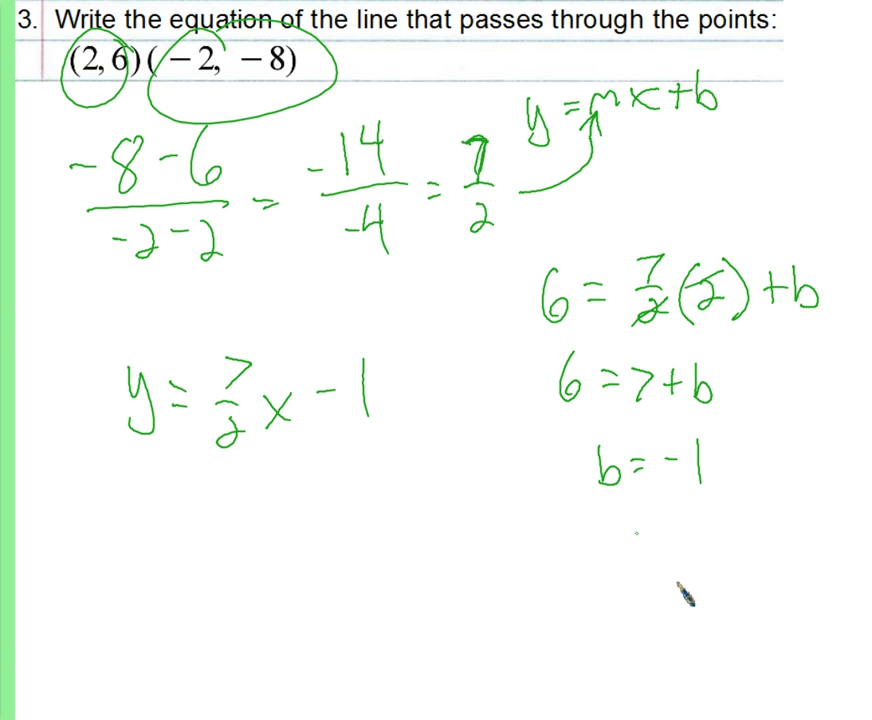 3. Write the equation of the line that passes through the points:
(2, 6) (−2, −8)
y = mx + b
-8 - 6 / -2 - 2 = -14 / -4 = 7 / 2
6 = 7/2 (2) + b
y = 7/2 x - 1
6 = 7 + b
b = -1